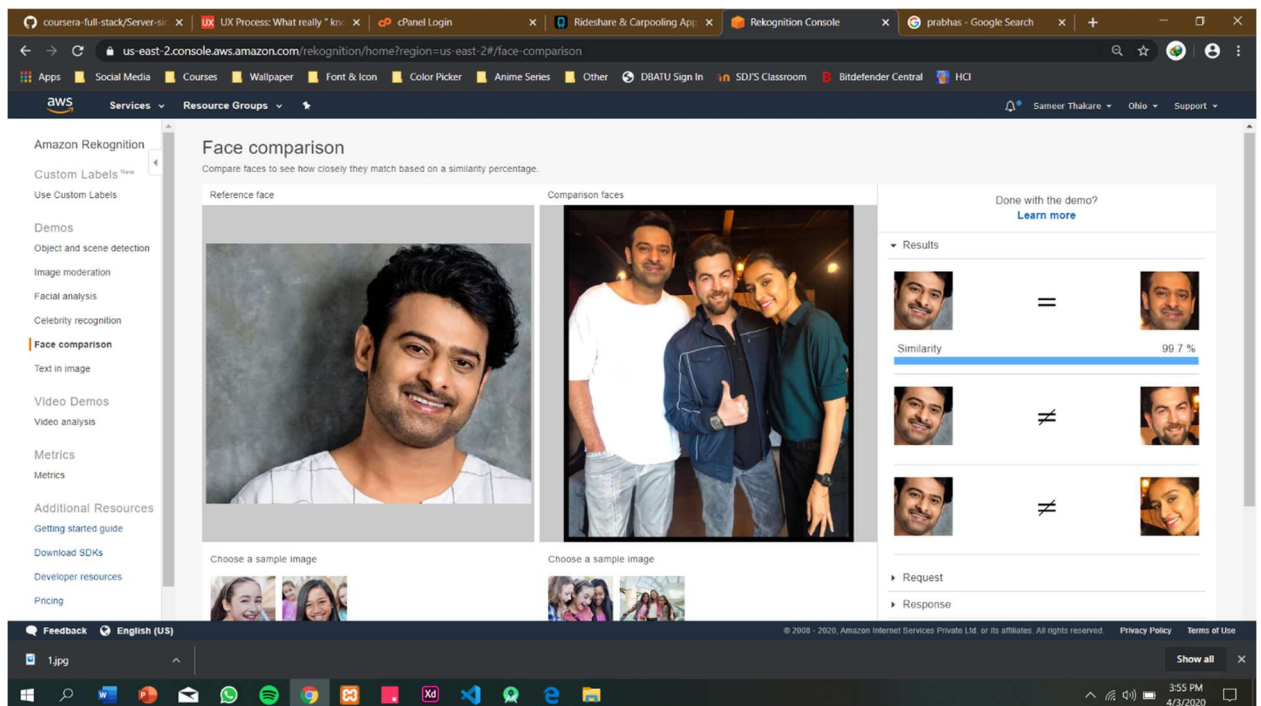 coursera-full-stack/Server-sid
UX Process: What really " kno
cPanel Login
Rideshare & Carpooling App
Rekognition Console
prabhas - Google Search
us-east-2.console.aws.amazon.com/rekognition/home?region=us-east-2#/face-comparison
Apps Social Media Courses Wallpaper Font & Icon Color Picker Anime Series Other DBATU Sign In SDJ'S Classroom Bitdefender Central HCI
aws Services Resource Groups Sameer Thakare Ohio Support
Amazon Rekognition
Custom Labels New
Use Custom Labels
Demos
Object and scene detection
Image moderation
Facial analysis
Celebrity recognition
Face comparison
Text in image
Video Demos
Video analysis
Metrics
Metrics
Additional Resources
Getting started guide
Download SDKs
Developer resources
Pricing
Face comparison
Compare faces to see how closely they match based on a similarity percentage.
Reference face
Comparison faces
Choose a sample image
Choose a sample image
Done with the demo?
Learn more
Results
=
Similarity 99.7 %
≠
≠
Request
Response
Feedback English (US) © 2008 - 2020, Amazon Internet Services Private Ltd. or its affiliates. All rights reserved. Privacy Policy Terms of Use
1.jpg Show all
3:55 PM
4/3/2020